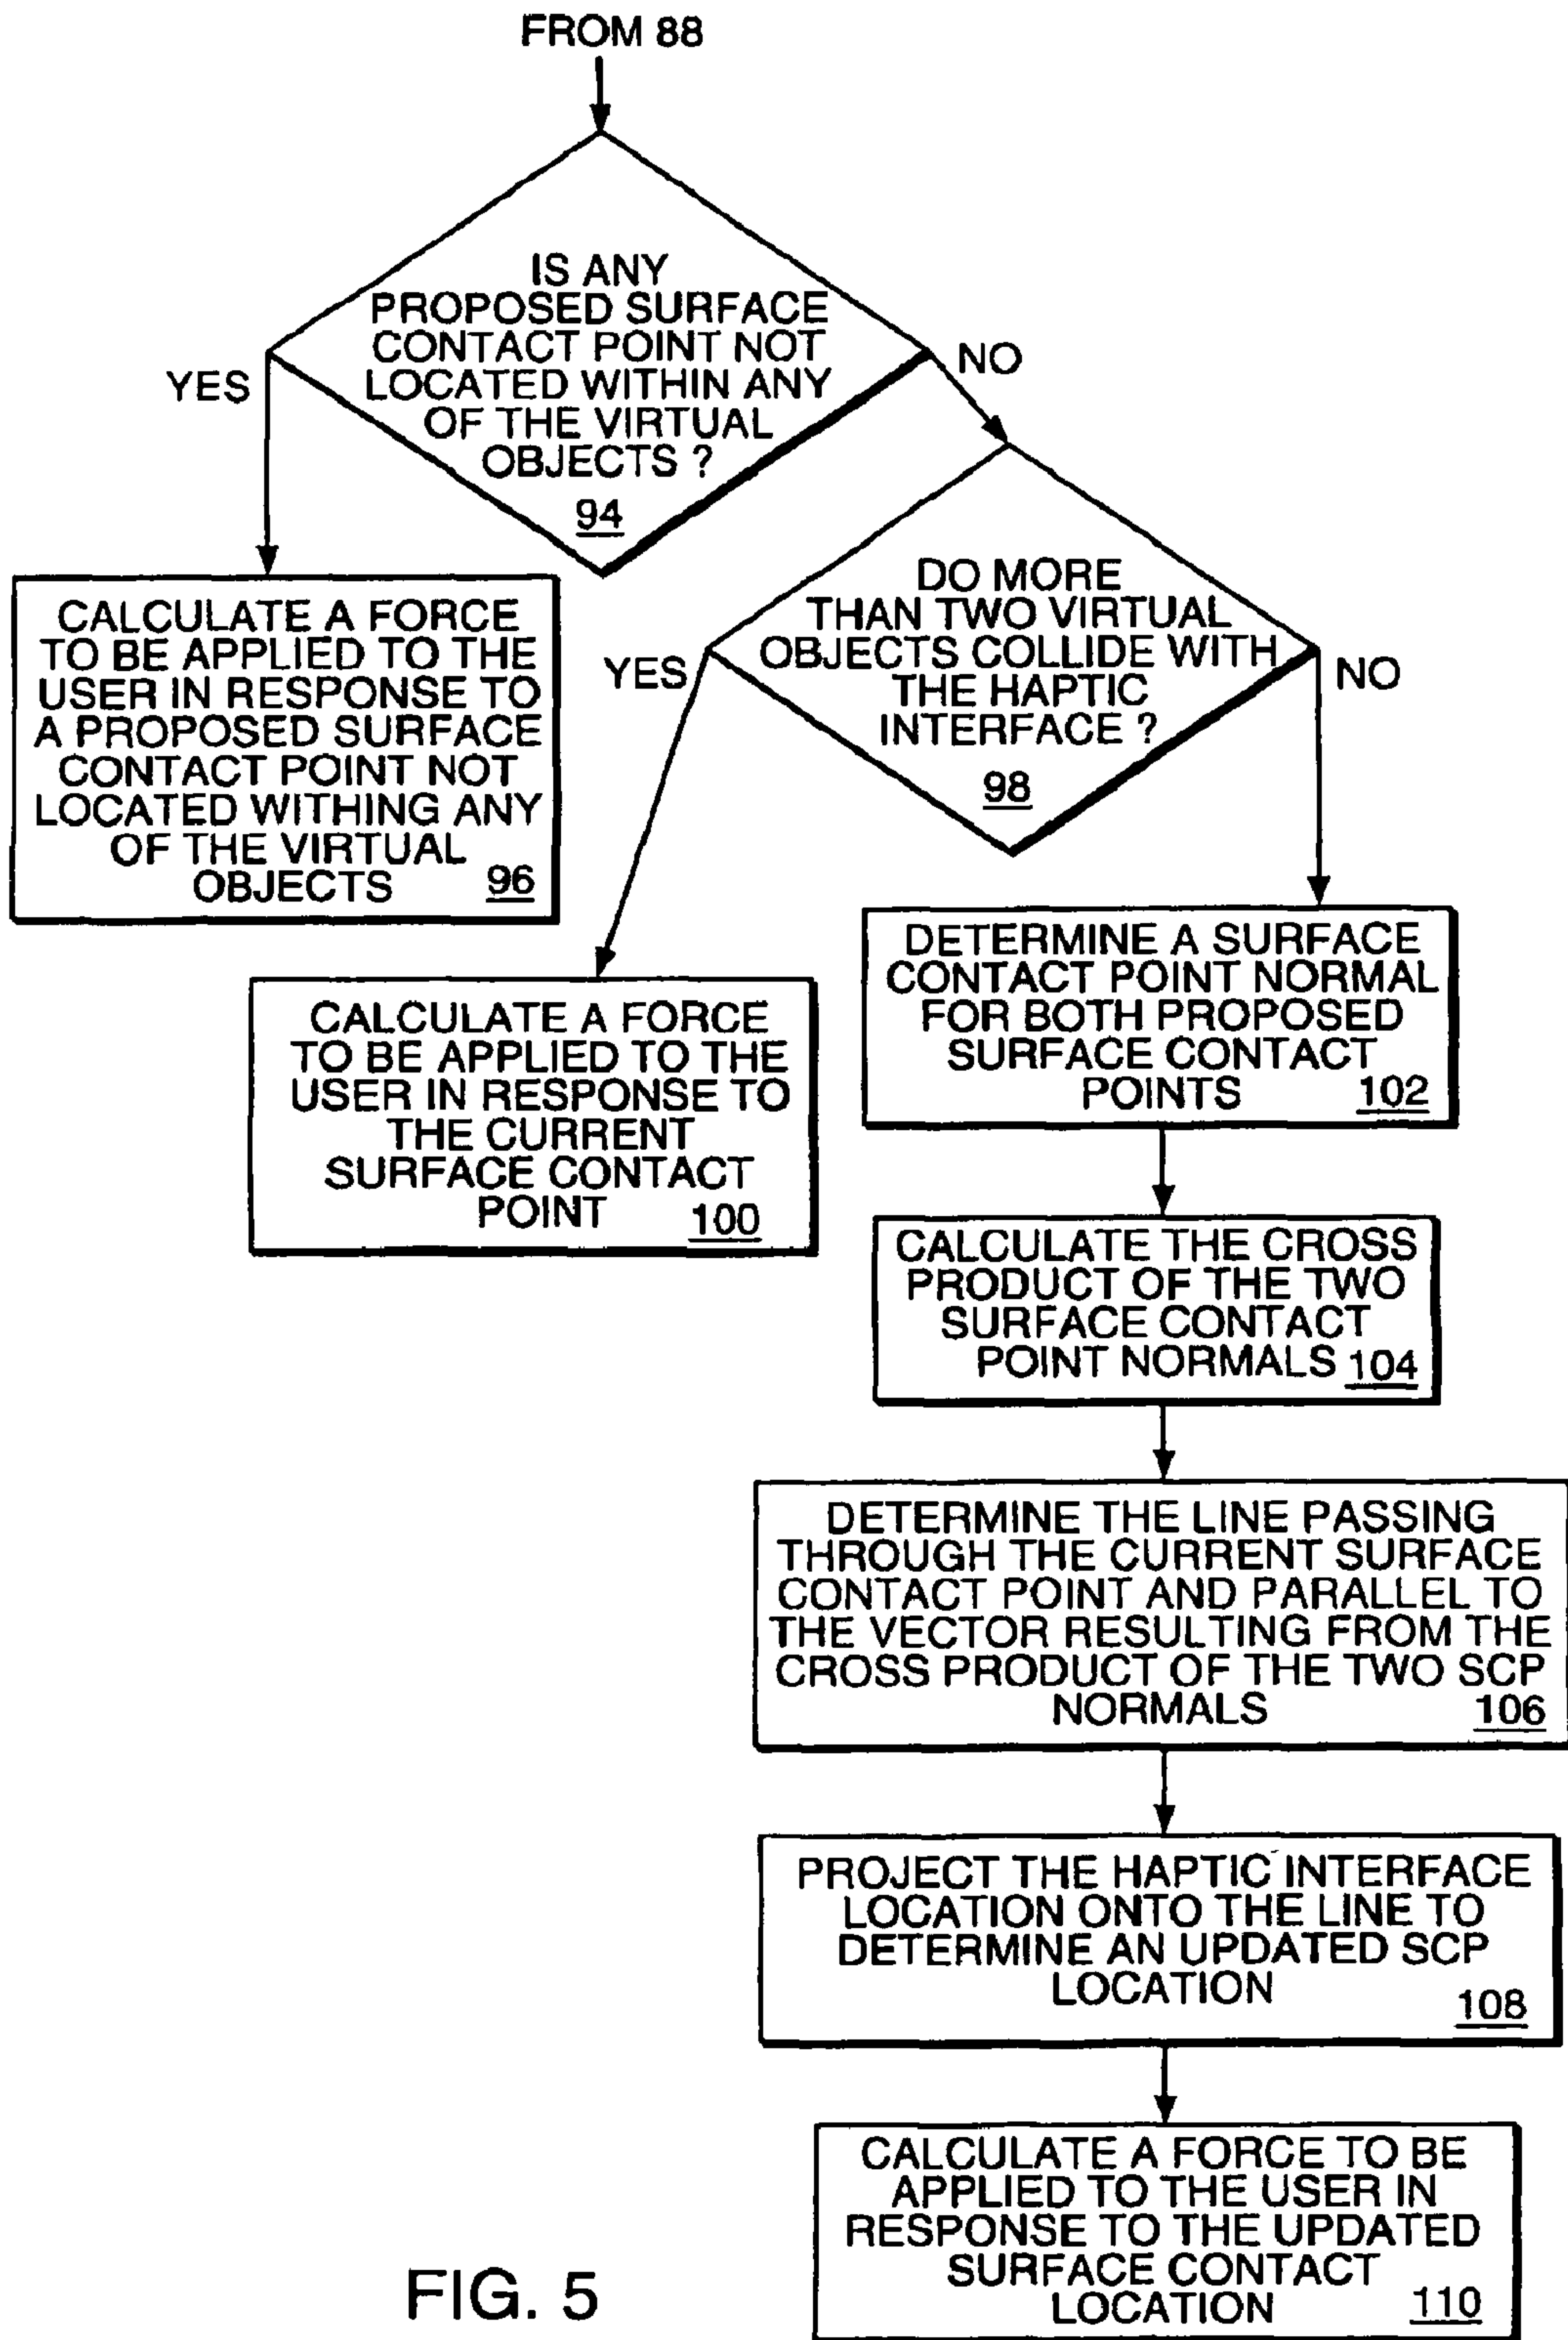 FROM 88
IS ANY
PROPOSED SURFACE
CONTACT POINT NOT
LOCATED WITHIN ANY
OF THE VIRTUAL
OBJECTS ?
94
YES
NO
CALCULATE A FORCE
TO BE APPLIED TO THE
USER IN RESPONSE TO
A PROPOSED SURFACE
CONTACT POINT NOT
LOCATED WITHING ANY
OF THE VIRTUAL
OBJECTS 96
DO MORE
THAN TWO VIRTUAL
OBJECTS COLLIDE WITH
THE HAPTIC
INTERFACE ?
98
YES
NO
CALCULATE A FORCE
TO BE APPLIED TO THE
USER IN RESPONSE TO
THE CURRENT
SURFACE CONTACT
POINT 100
DETERMINE A SURFACE
CONTACT POINT NORMAL
FOR BOTH PROPOSED
SURFACE CONTACT
POINTS 102
CALCULATE THE CROSS
PRODUCT OF THE TWO
SURFACE CONTACT
POINT NORMALS 104
DETERMINE THE LINE PASSING
THROUGH THE CURRENT SURFACE
CONTACT POINT AND PARALLEL TO
THE VECTOR RESULTING FROM THE
CROSS PRODUCT OF THE TWO SCP
NORMALS 106
PROJECT THE HAPTIC INTERFACE
LOCATION ONTO THE LINE TO
DETERMINE AN UPDATED SCP
LOCATION 108
CALCULATE A FORCE TO BE
APPLIED TO THE USER IN
RESPONSE TO THE UPDATED
SURFACE CONTACT
LOCATION 110
FIG. 5